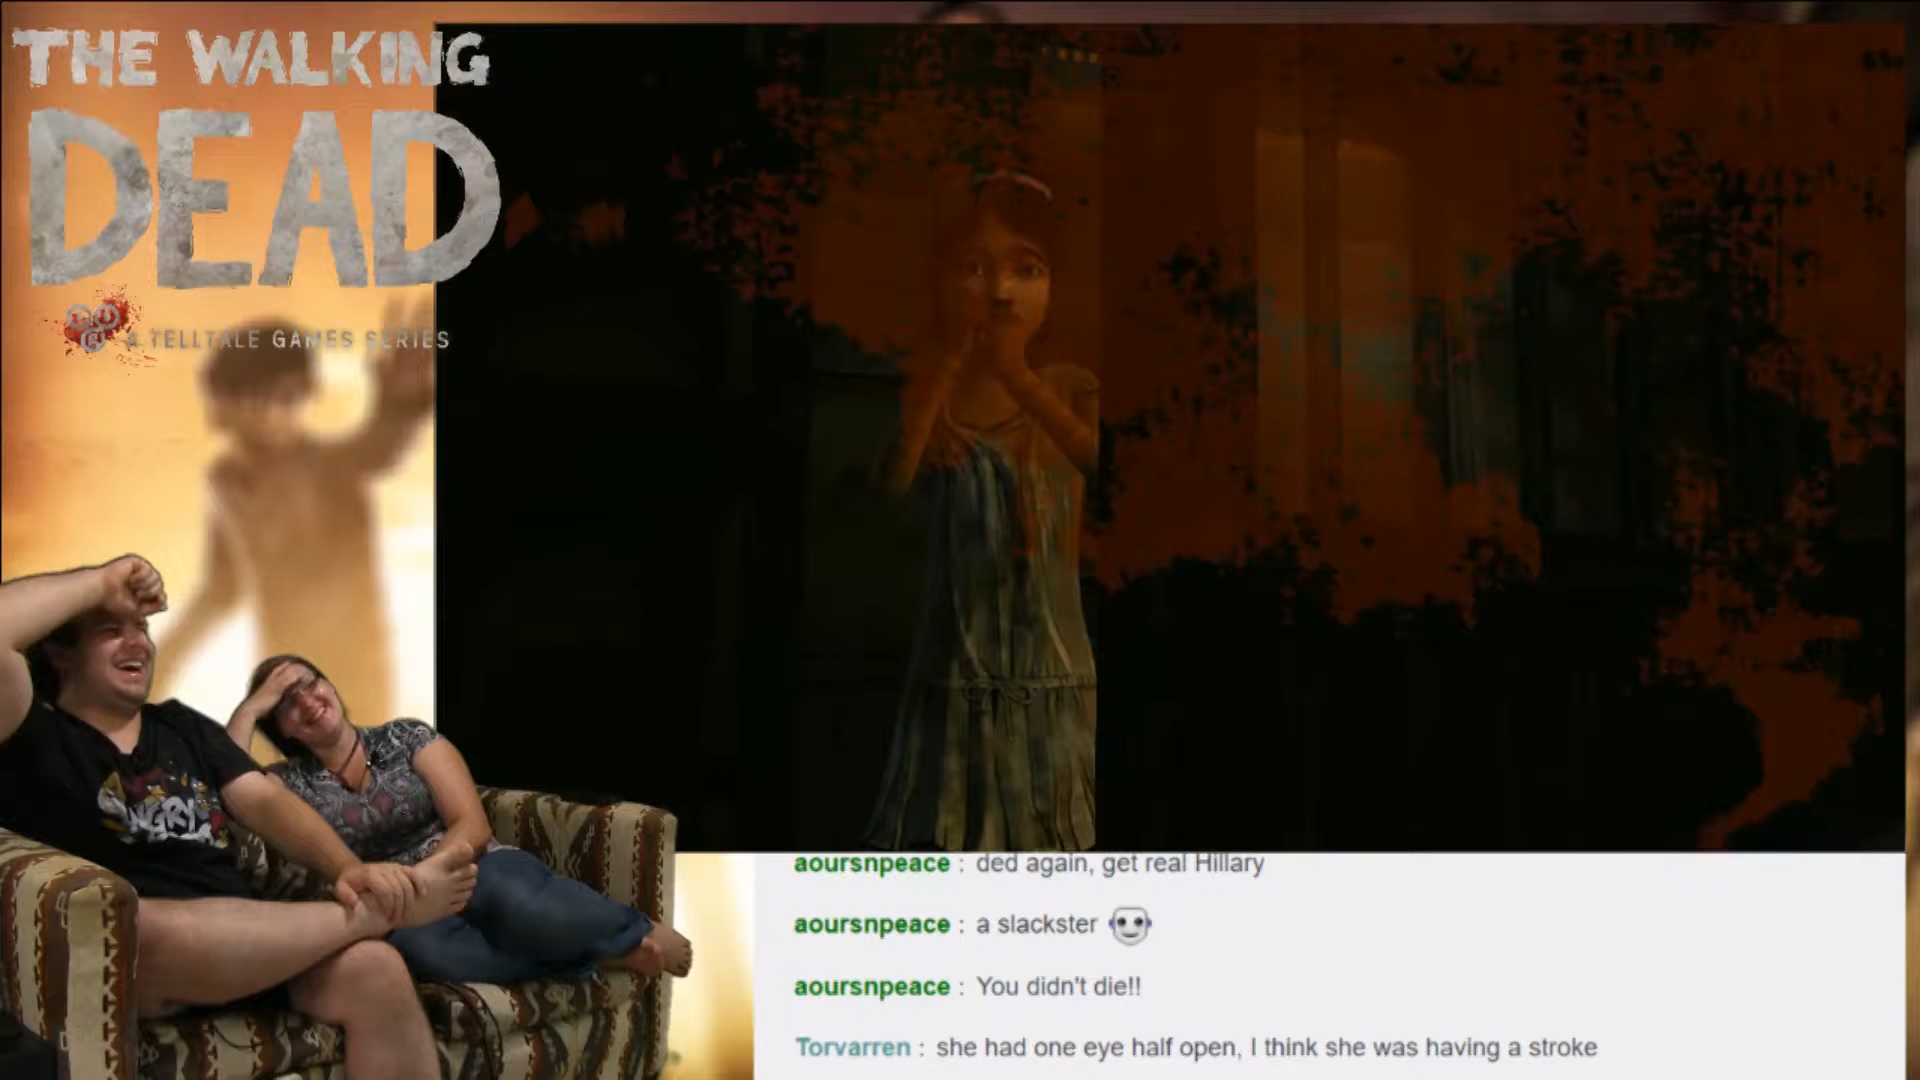 THE WALKING
DEAD
A TELLTALE GAMES SERIES
ANGRY
aoursnpeace : ded again, get real Hillary
aoursnpeace : a slackster
aoursnpeace : You didn't die!!
Torvarren : she had one eye half open, I think she was having a stroke